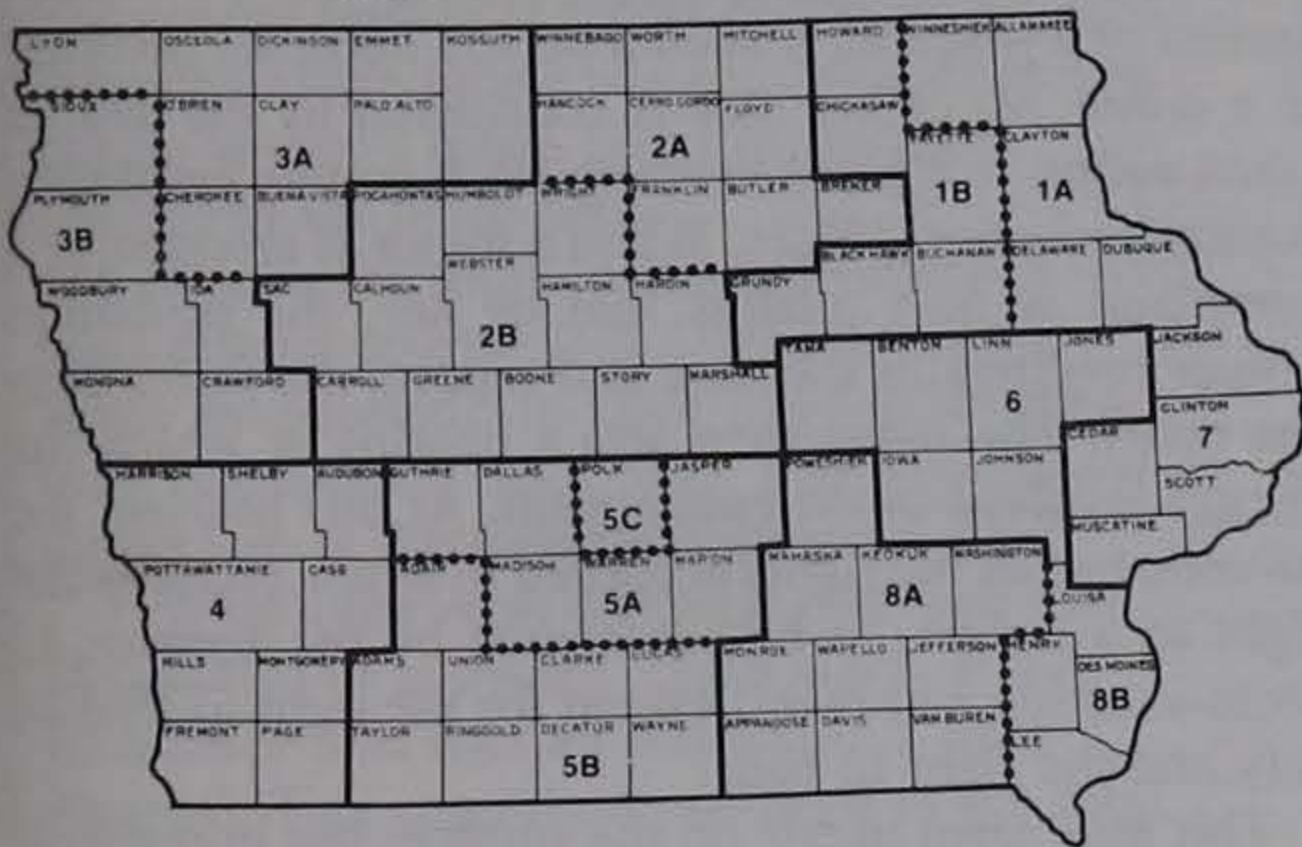 LYON OSCEOLA DICKINSON EMMET KOSSUTH WINNEBAGO WORTH MITCHELL HOWARD WINNESHIEK ALLAMAKEE
SIOUX O'BRIEN CLAY PALO ALTO HANCOCK CERRO GORDO FLOYD CHICKASAW
3A 2A
FAYETTE CLAYTON
PLYMOUTH CHEROKEE BUENA VISTA POCAHONTAS HUMBOLDT WRIGHT FRANKLIN BUTLER BREMER 1B 1A
3B
WEBSTER BLACK HAWK BUCHANAN DELAWARE DUBUQUE
WOODBURY IDA SAC CALHOUN HAMILTON HARDIN GRUNDY
2B
TAMA BENTON LINN JONES JACKSON
MONONA CRAWFORD CARROLL GREENE BOONE STORY MARSHALL
6 CLINTON
7
CEDAR
HARRISON SHELBY AUDUBON GUTHRIE DALLAS POLK JASPER POWESHIEK IOWA JOHNSON
SCOTT
5C
MUSCATINE
POTTAWATTAMIE CASS ADAIR MADISON WARREN MARION MAHASKA KEOKUK WASHINGTON
4 5A 8A LOUISA
MILLS MONTGOMERY ADAMS UNION CLARKE LUCAS MONROE WAPELLO JEFFERSON HENRY
DES MOINES
8B
FREMONT PAGE TAYLOR RINGGOLD DECATUR WAYNE APPANOOSE DAVIS VAN BUREN
LEE
5B